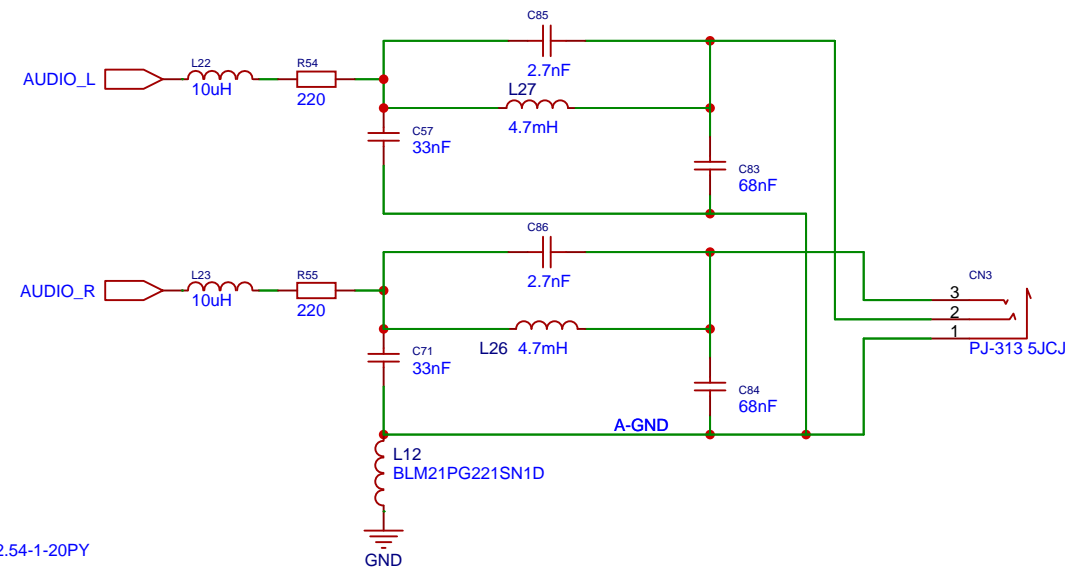 C85
2.7nF
AUDIO_L
L22
10uH
R54
220
L27
4.7mH
C57
33nF
C83
68nF
C86
2.7nF
AUDIO_R
L23
10uH
R55
220
L26 4.7mH
C71
33nF
C84
68nF
CN3
3
2
1
PJ-313 5JCJ
A-GND
L12
BLM21PG221SN1D
GND
2.54-1-20PY